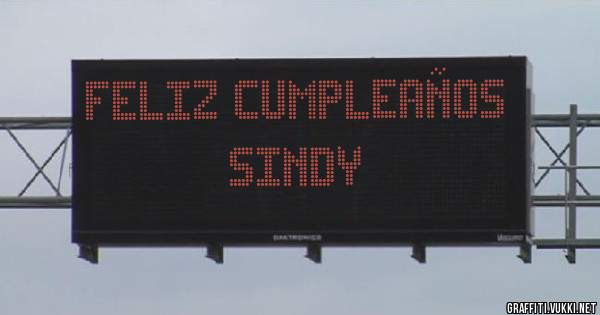 FELIZ CUMPLEAÑOS
SINDY
DAKTRONICS
GRAFFITI.VUKKI.NET